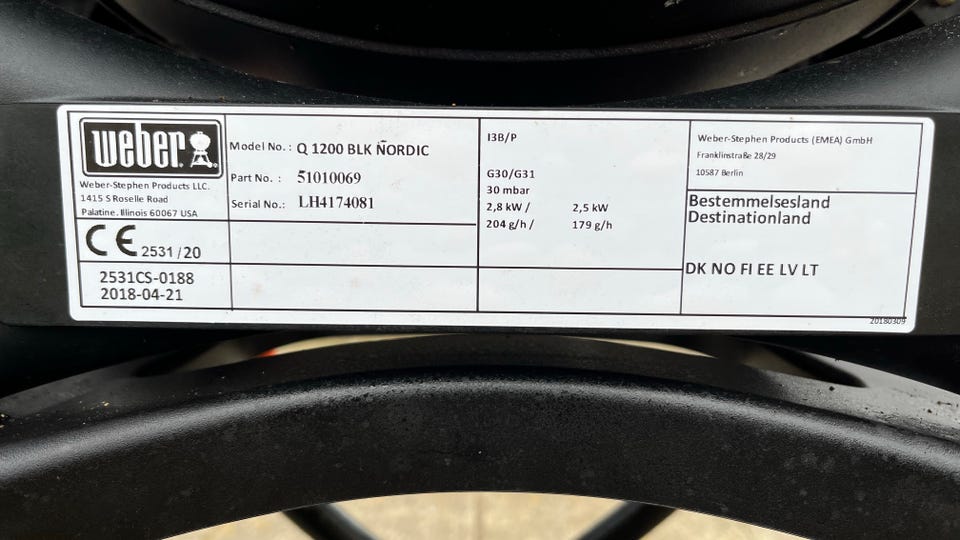 weber
Weber-Stephen Products LLC.
1415 S Roselle Road
Palatine. Illinois 60067 USA
CE 2531/20
2531CS-0188
2018-04-21
Model No. : Q 1200 BLK NORDIC
Part No. : 51010069
Serial No.: LH4174081
I3B/P
G30/G31
30 mbar
2,8 kW / 2,5 kW
204 g/h / 179 g/h
Weber-Stephen Products (EMEA) GmbH
Franklinstraße 28/29
10587 Berlin
Bestemmelsesland
Destinationland
DK NO FI EE LV LT
20180309